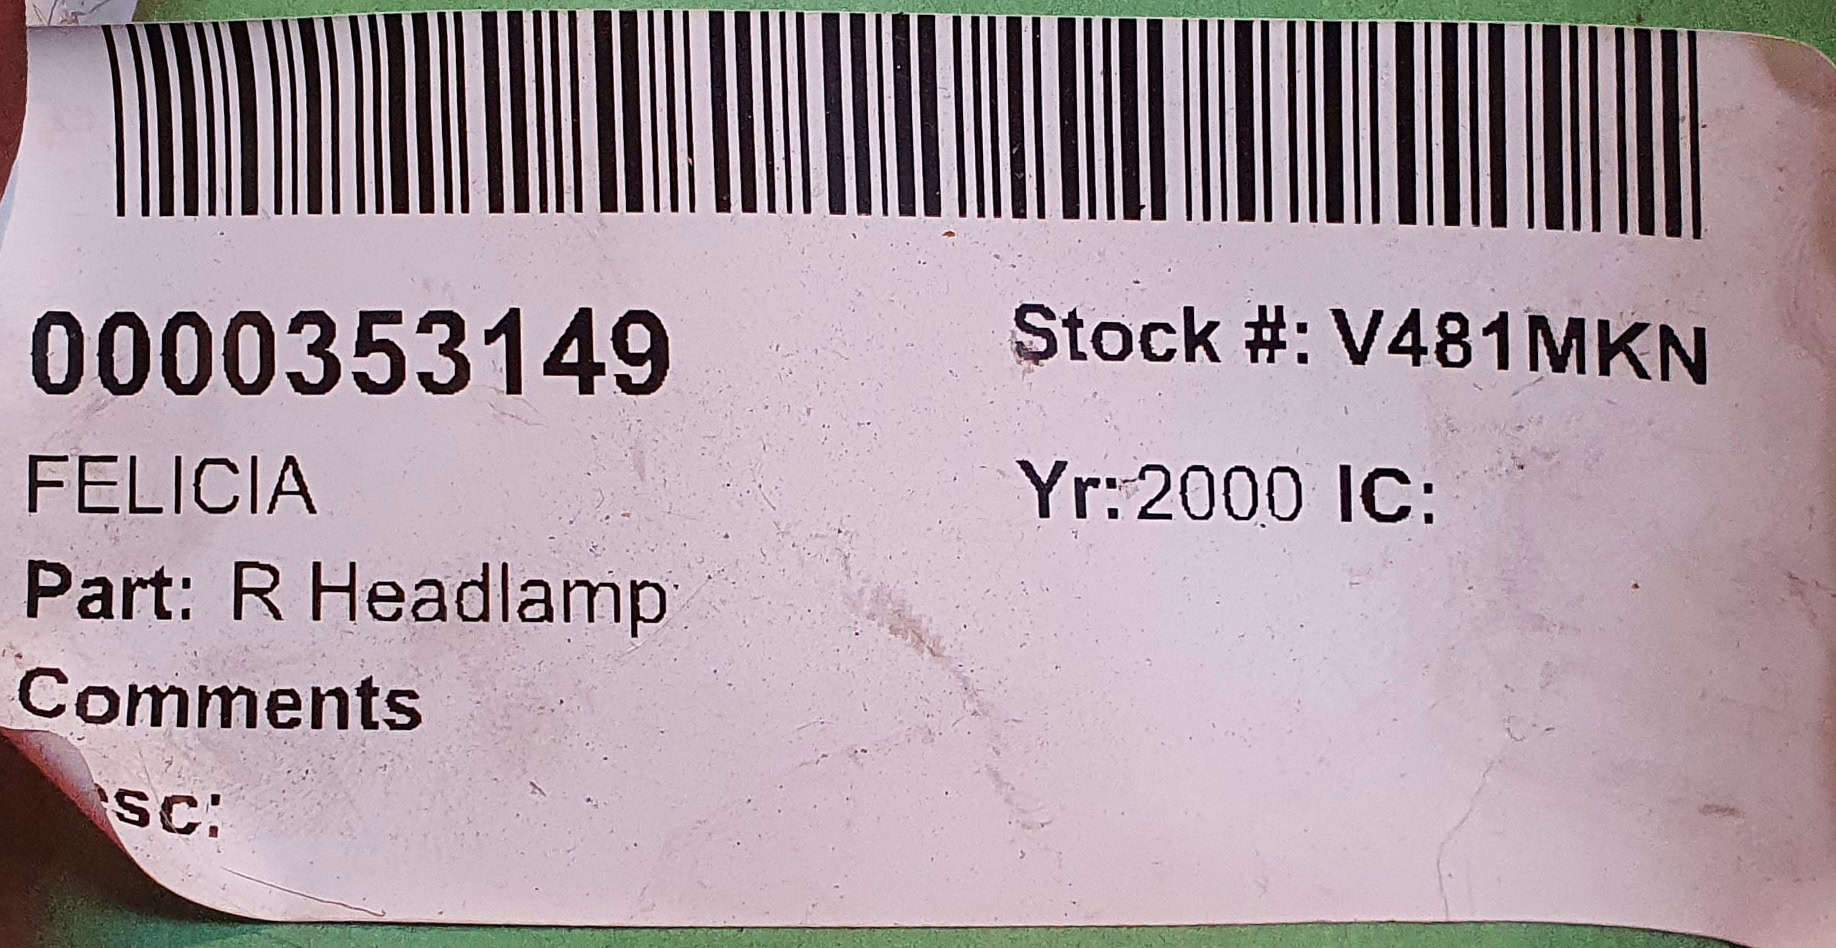 0000353149 Stock #: V481MKN
FELICIA Yr: 2000 IC:
Part: R Headlamp
Comments